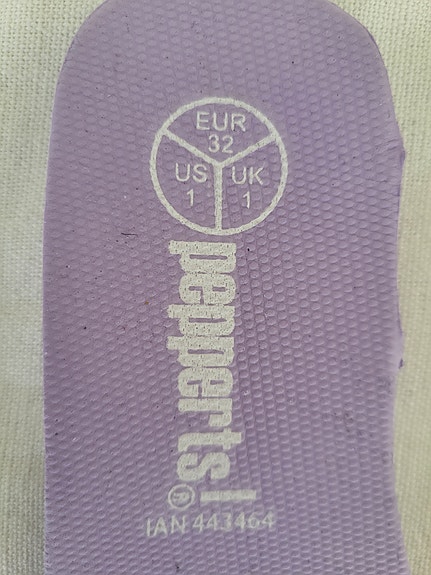 EUR
32
US
1
UK
1
pepperts!
®
IAN 443464